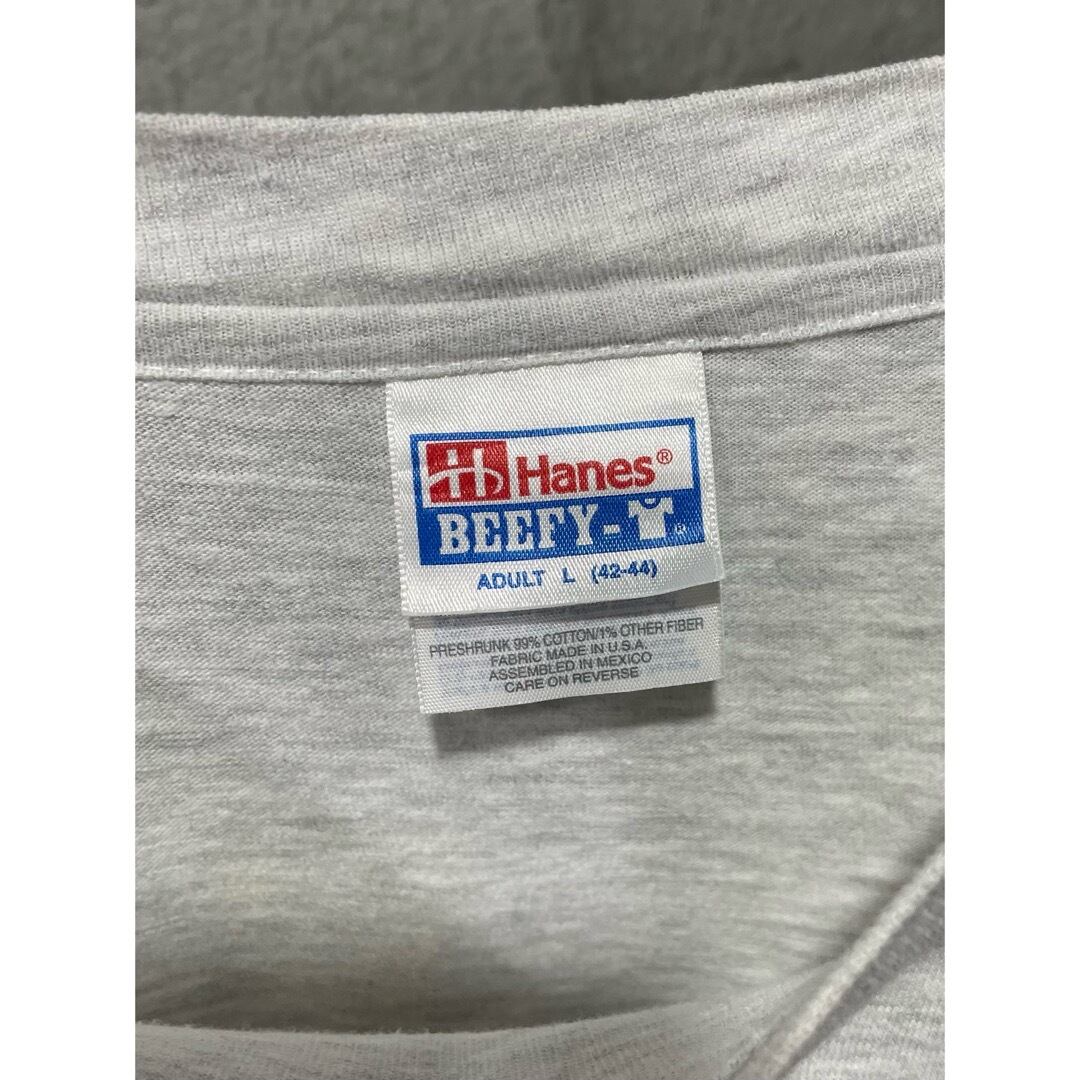 Hanes®
BEEFY-T®
ADULT L (42-44)
PRESHRUNK 99% COTTON/1% OTHER FIBER
FABRIC MADE IN U.S.A.
ASSEMBLED IN MEXICO
CARE ON REVERSE